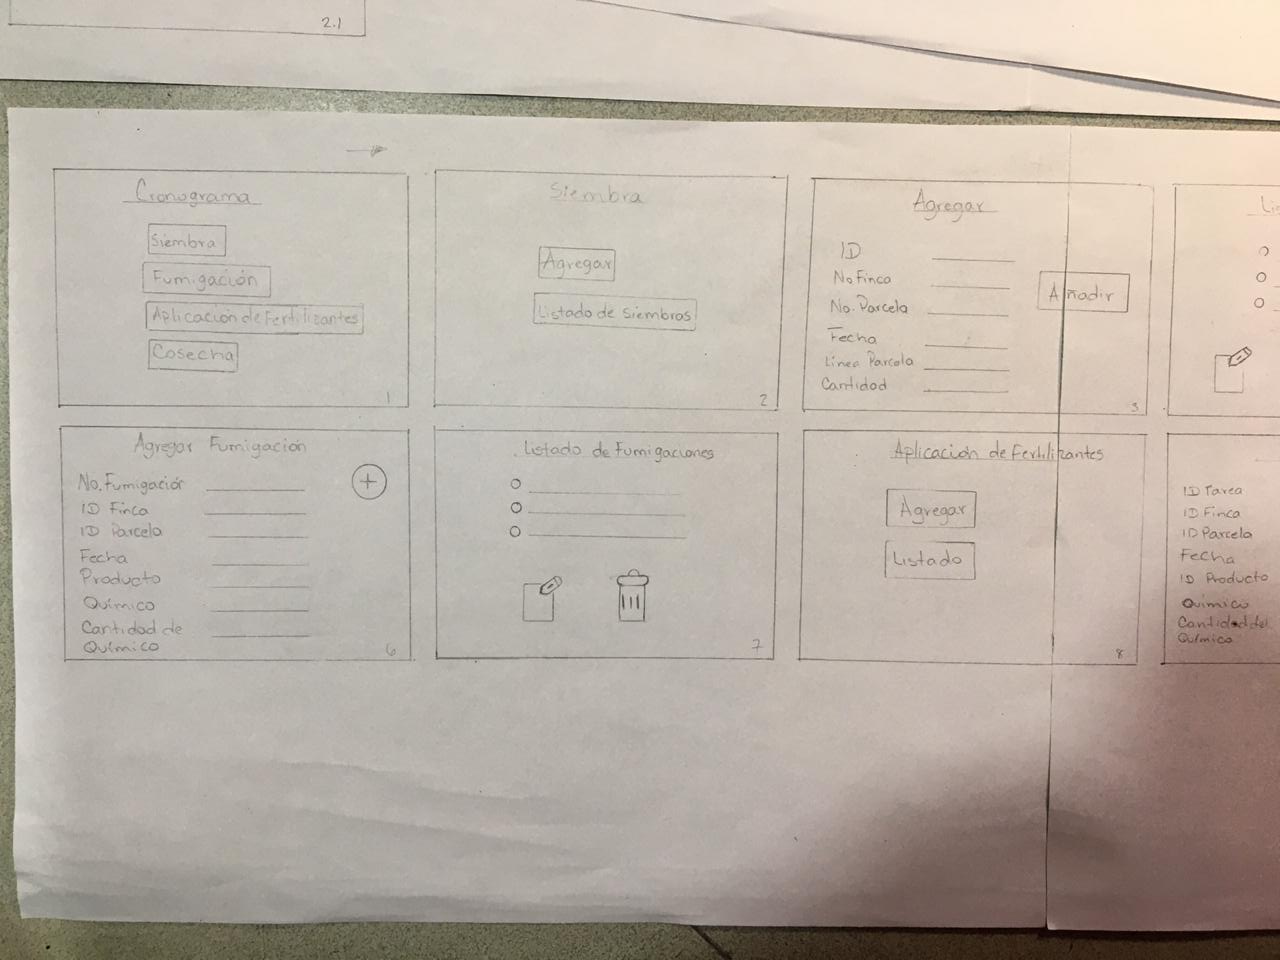 2.1
Cronograma
Siembra
Fumigación
Aplicación de Fertilizantes
Cosecha
1
Siembra
Agregar
Listado de Siembras
2
Agregar
ID
No Finca
No. Parcela
Fecha
Linea Parcela
Cantidad
Añadir
3
Agregar Fumigación
No. Fumigación
ID Finca
ID Parcela
Fecha
Producto
Químico
Cantidad de
Químico
+
6
Listado de Fumigaciones
7
Aplicación de Fertilizantes
Agregar
Listado
8
ID Tarea
ID Finca
ID Parcela
Fecha
ID Producto
Químico
Cantidad del
Químico